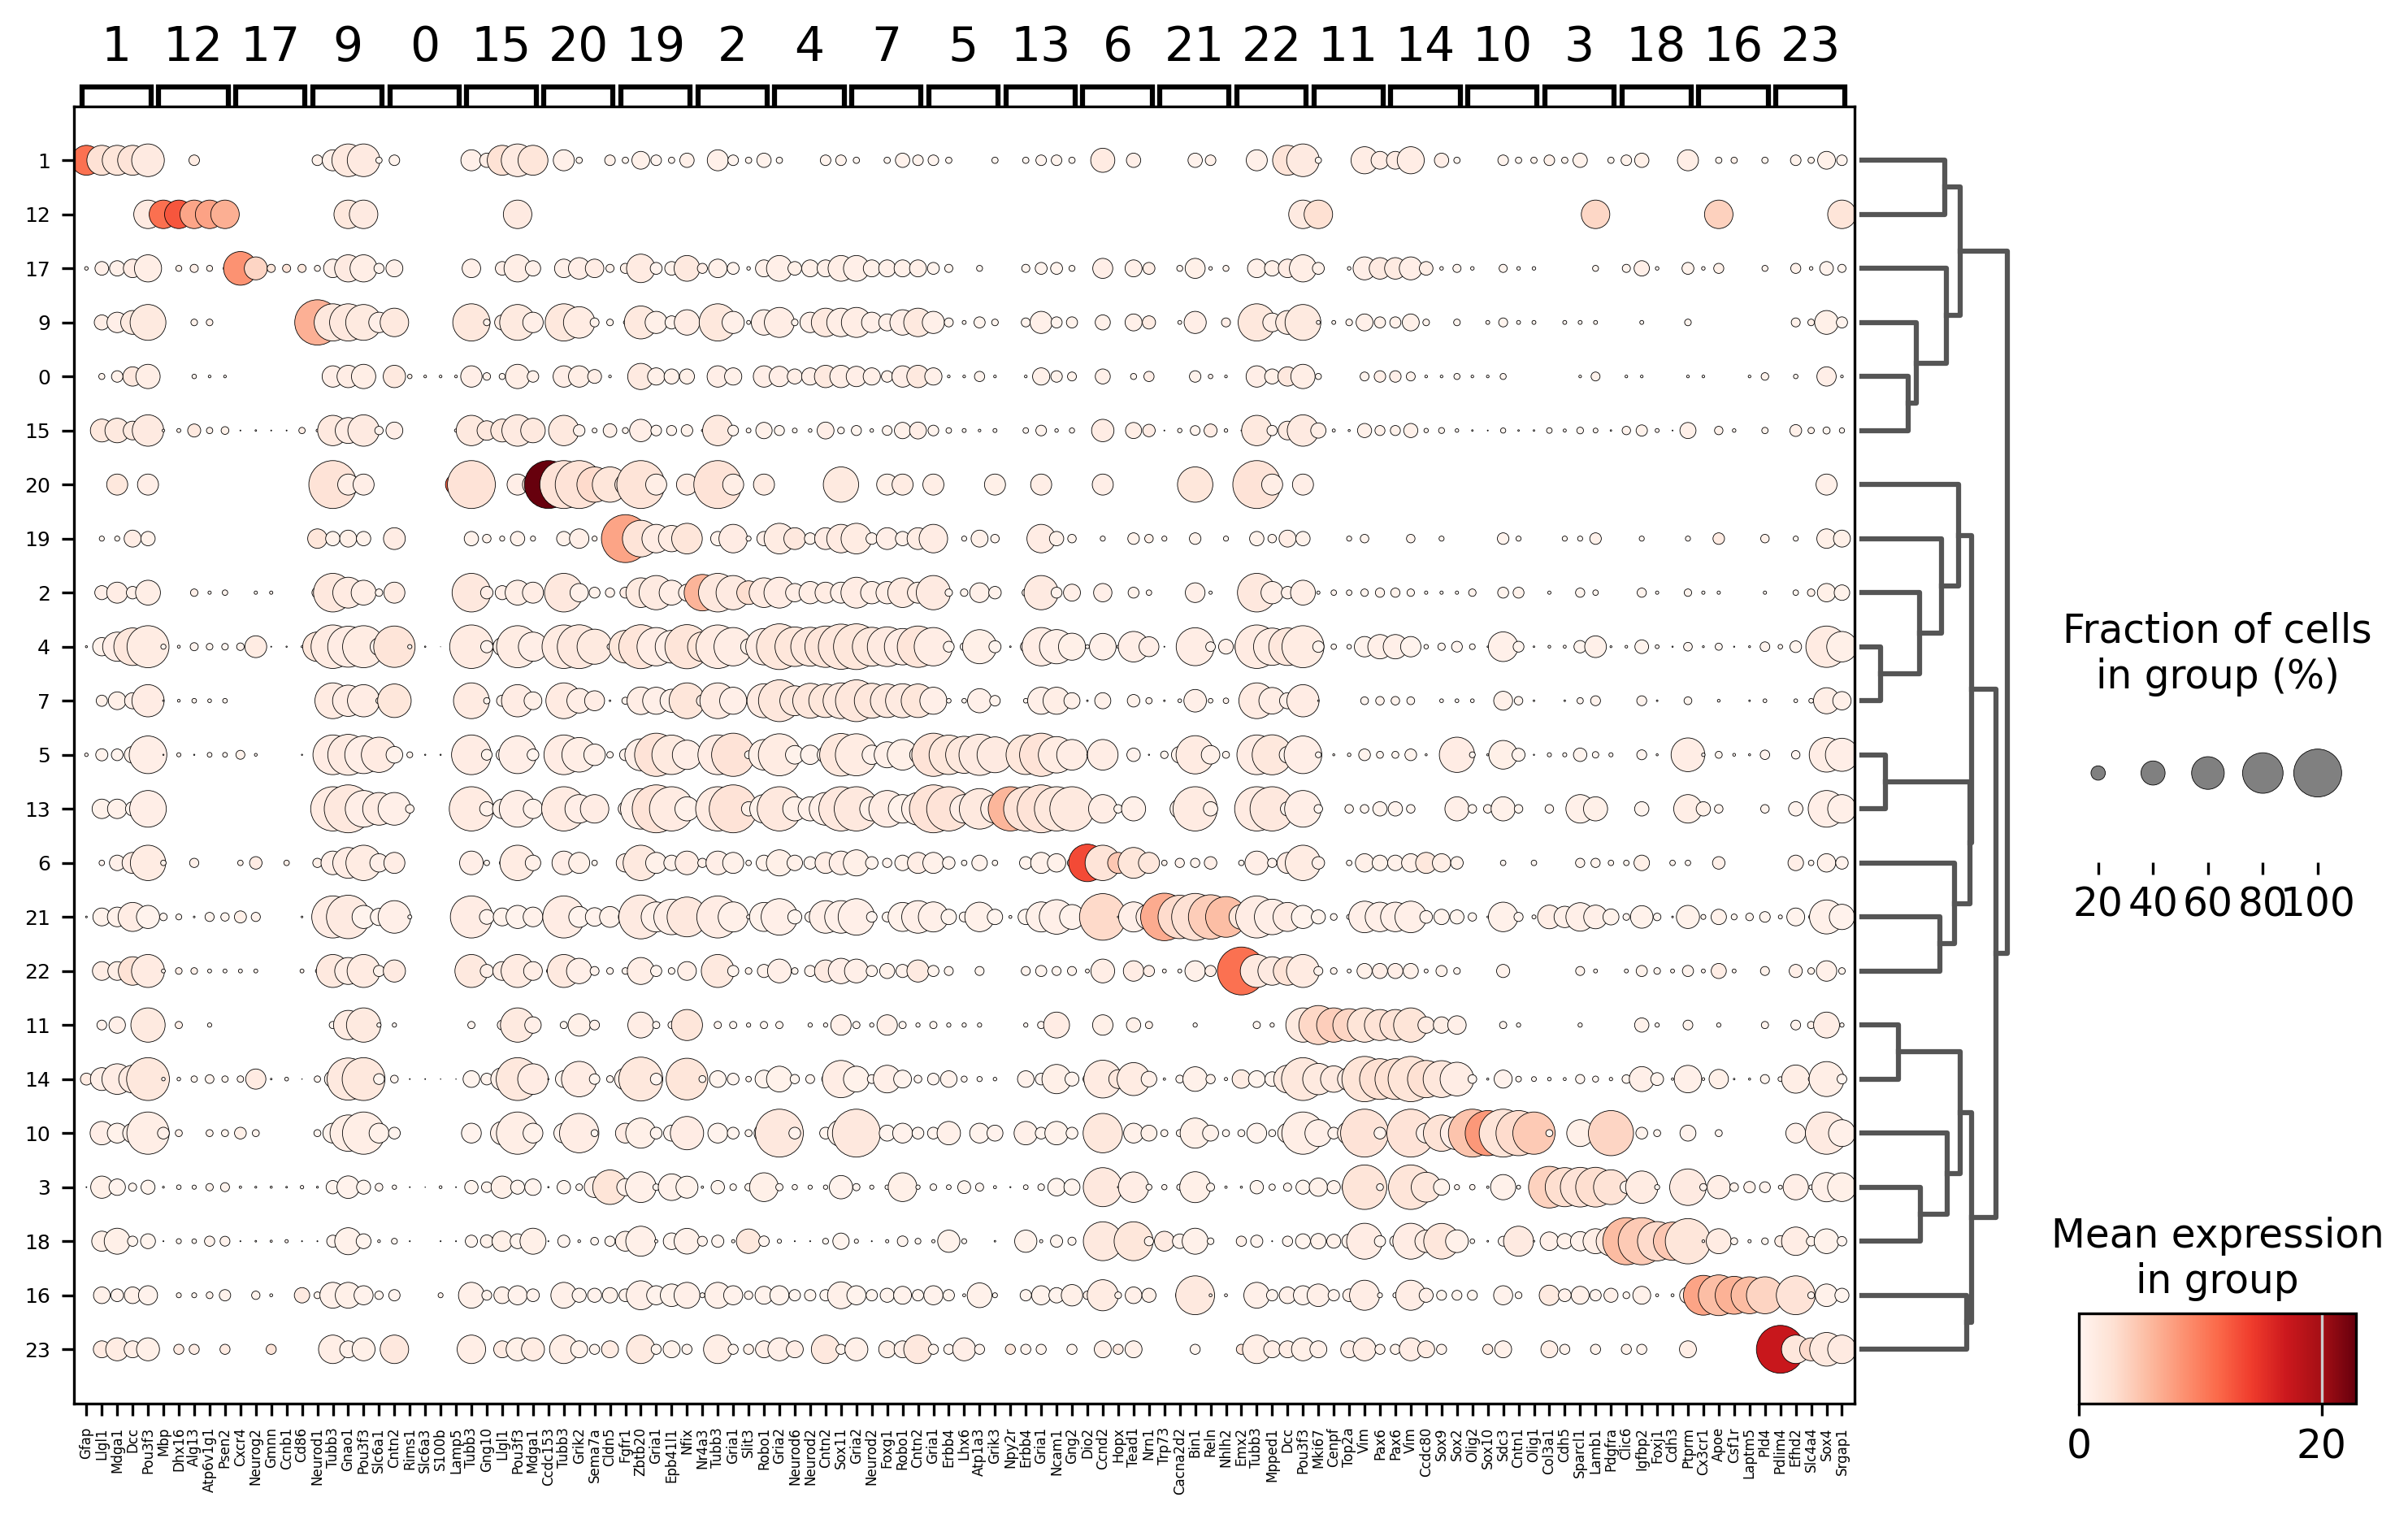 1 12 17 9 0 15 20 19 2 4 7 5 13 6 21 22 11 14 10 3 18 16 23
1
12
17
9
0
15
20
19
2
4
7
5
13
6
21
22
11
14
10
3
18
16
23
Gfap
Llgl1
Mdga1
Dcc
Pou3f3
Mbp
Dhx16
Alg13
Atp6v1g1
Psen2
Cxcr4
Neurog2
Gmnn
Ccnb1
Cd86
Neurod1
Tubb3
Gnao1
Pou3f3
Slc6a1
Cntn2
Rims1
Slc6a3
S100b
Lamp5
Tubb3
Gng10
Llgl1
Pou3f3
Mdga1
Ccdc153
Tubb3
Grik2
Sema7a
Cldn5
Fgfr1
Zbtb20
Gria1
Epb41l1
Nfix
Nr4a3
Tubb3
Gria1
Slit3
Robo1
Gria2
Neurod6
Neurod2
Cntn2
Sox11
Gria2
Neurod2
Foxg1
Robo1
Cntn2
Gria1
Erbb4
Lhx6
Atp1a3
Grik3
Npy2r
Erbb4
Gria1
Ncam1
Gng2
Dio2
Ccnd2
Hopx
Tead1
Nrn1
Trp73
Cacna2d2
Bin1
Reln
Nhlh2
Emx2
Tubb3
Mpped1
Dcc
Pou3f3
Mki67
Cenpf
Top2a
Vim
Pax6
Pax6
Vim
Ccdc80
Sox9
Sox2
Olig2
Sox10
Sdc3
Cntn1
Olig1
Col3a1
Cdh5
Sparcl1
Lamb1
Pdgfra
Clic6
Igfbp2
Foxj1
Cdh3
Ptprm
Cx3cr1
Apoe
Csf1r
Laptm5
Pld4
Pdlim4
Efhd2
Slc4a4
Sox4
Srgap1
Fraction of cells
in group (%)
20 40 60 80 100
Mean expression
in group
0 20